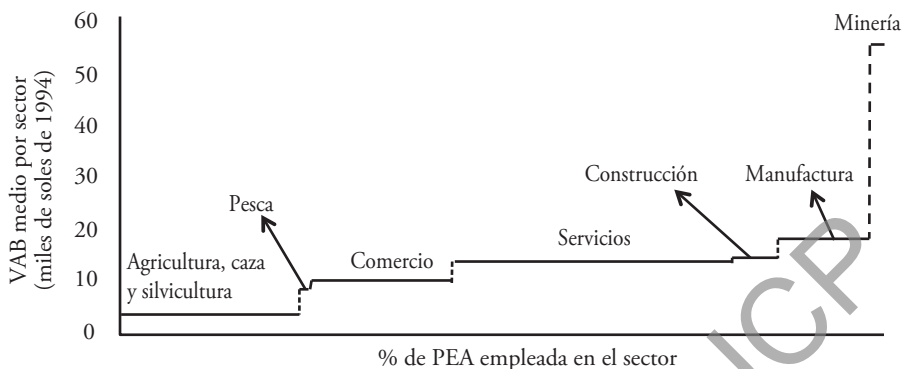 60
Minería
50
VAB medio por sector
(miles de soles de 1994)
40
30
Construcción
Manufactura
Pesca
20
Servicios
Agricultura, caza
y silvicultura
Comercio
10
0
% de PEA empleada en el sector
ICP